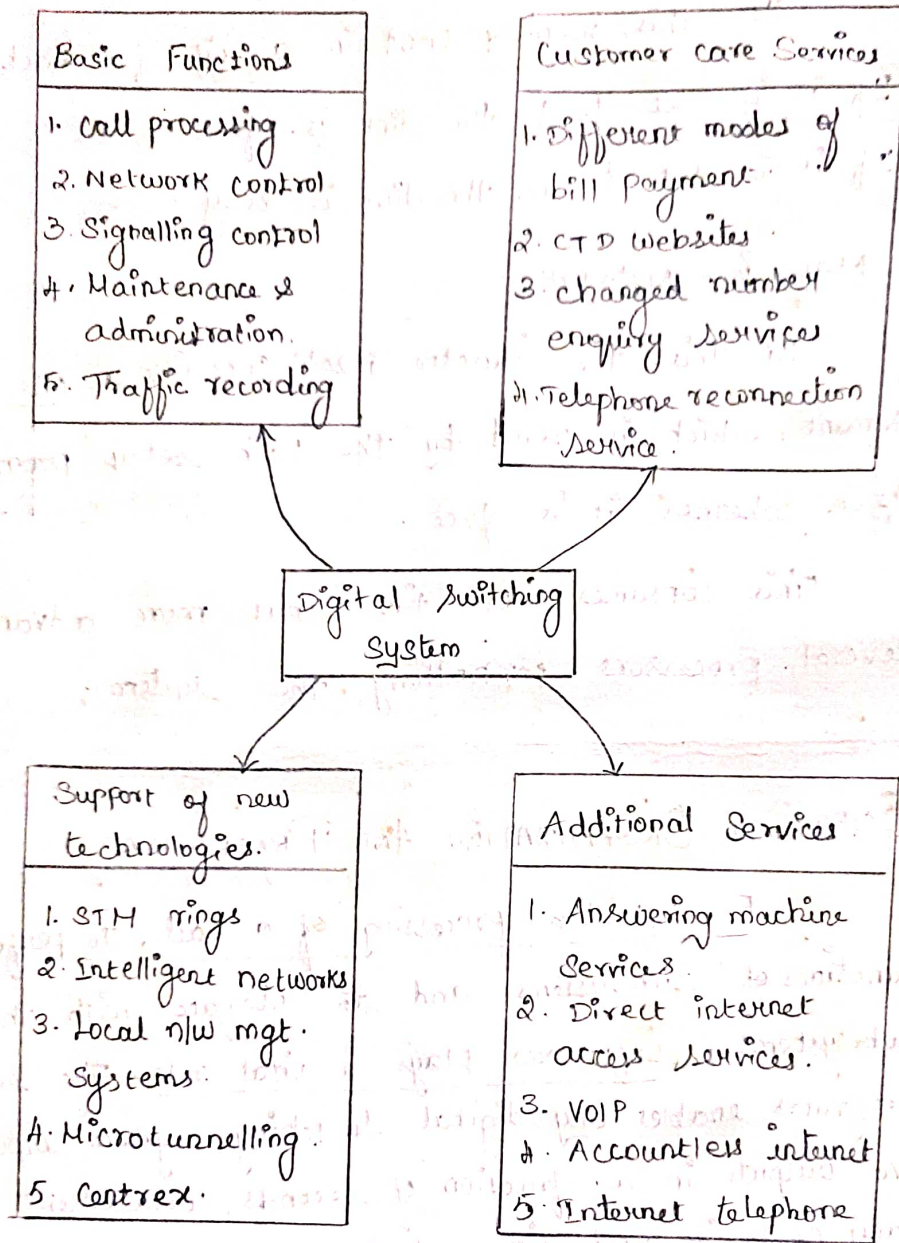 Basic Functions
1. Call processing
2. Network control
3. Signalling control
4. Maintenance &
administration.
5. Traffic recording
Customer care Services
1. Different modes of
bill payment.
2. CTD websites.
3. changed number
enquiry services
4. Telephone reconnection
service.
Digital switching
system.
Support of new
technologies.
1. STM rings
2. Intelligent networks
3. Local n/w mgt.
systems.
4. Microtunnelling.
5. Centrex.
Additional Services.
1. Answering machine
services.
2. Direct internet
access services.
3. VOIP
4. Accountless internet
5. Internet telephone